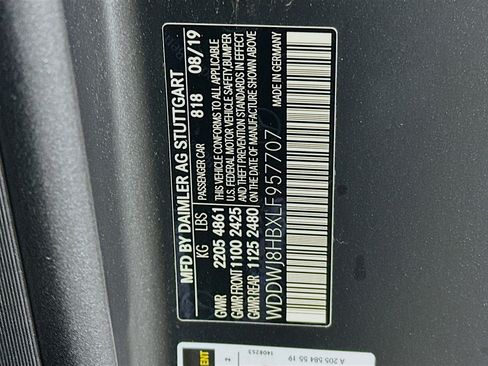 MFD BY DAIMLER AG STUTTGART
818 08/19
KG LBS PASSENGER CAR
GVWR 2205 4861 THIS VEHICLE CONFORMS TO ALL APPLICABLE
GAWR FRONT 1100 2425 U.S. FEDERAL MOTOR VEHICLE SAFETY, BUMPER
GAWR REAR 1125 2480 AND THEFT PREVENTION STANDARDS IN EFFECT
ON THE DATE OF MANUFACTURE SHOWN ABOVE
WDDWJ8HBXLF957707 MADE IN GERMANY
A 205 584 55 19
1408253